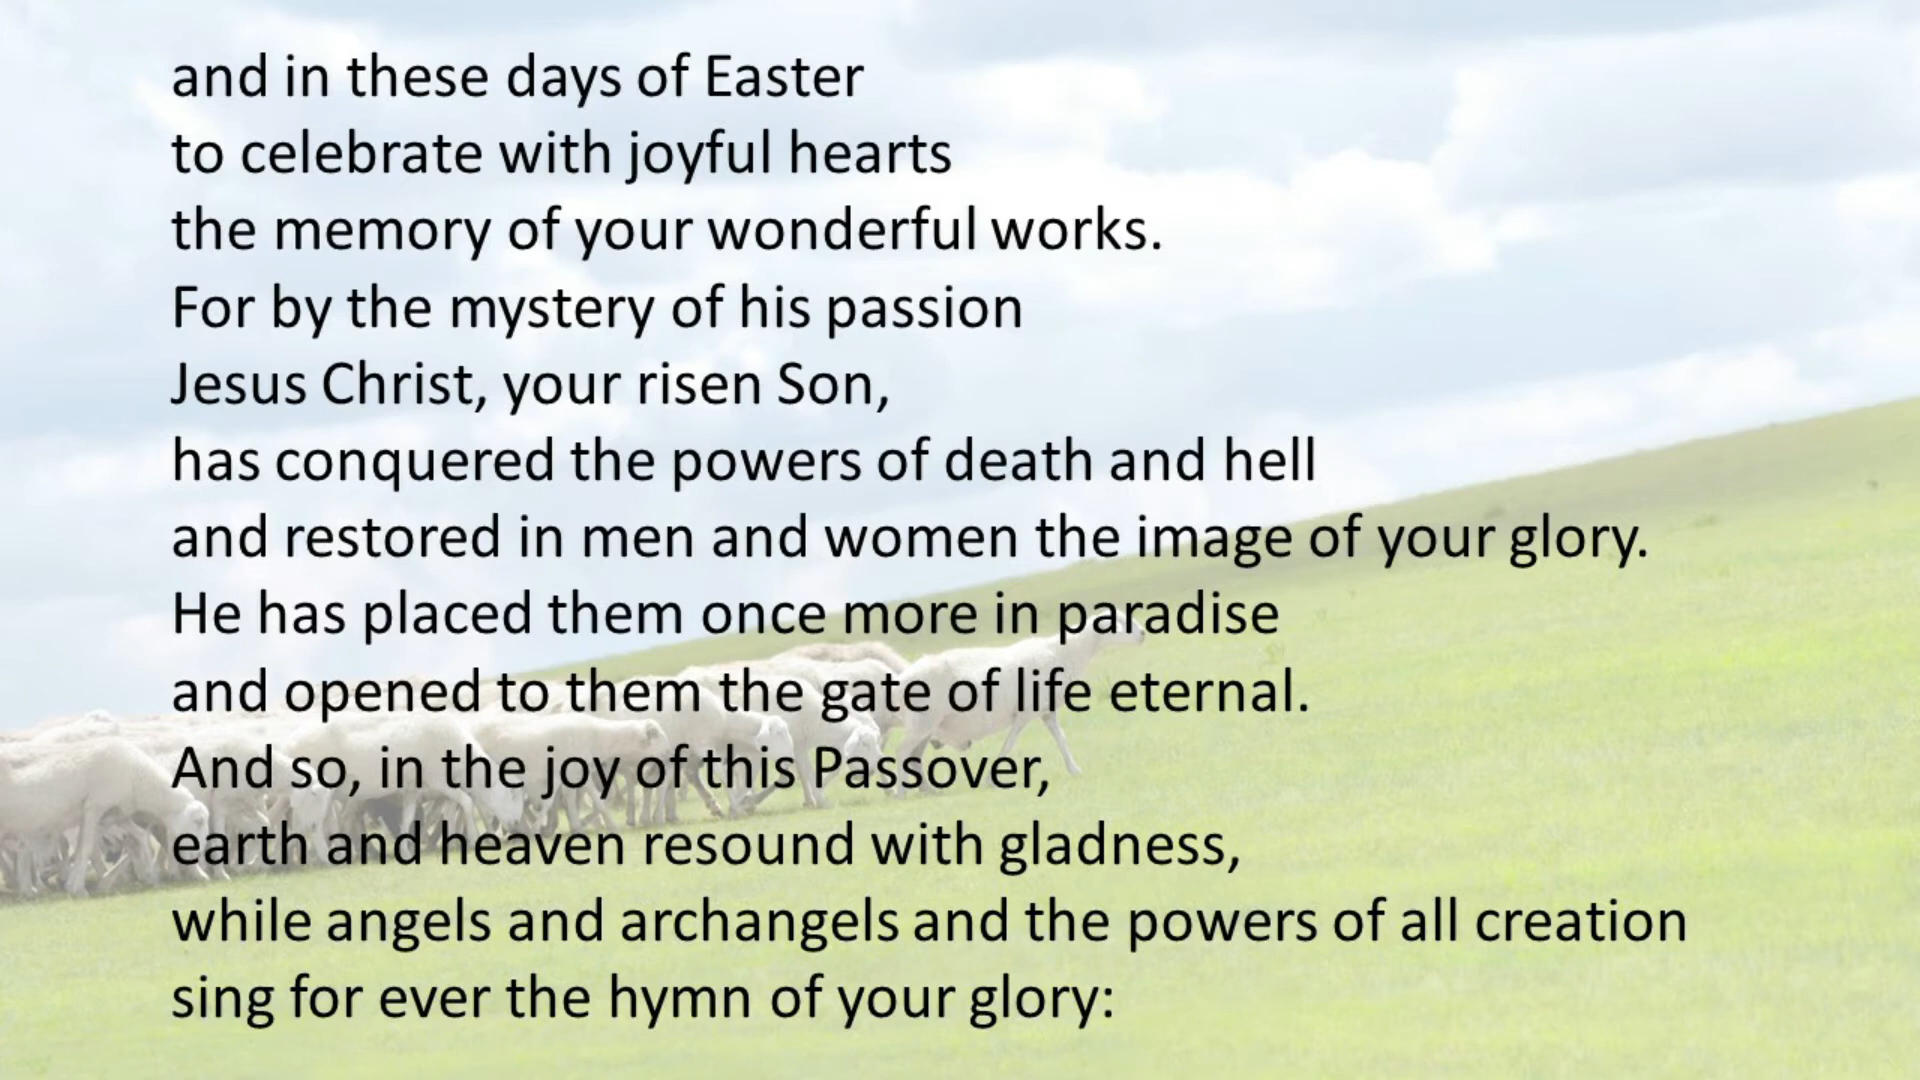 and in these days of Easter
to celebrate with joyful hearts
the memory of your wonderful works.
For by the mystery of his passion
Jesus Christ, your risen Son,
has conquered the powers of death and hell
and restored in men and women the image of your glory.
He has placed them once more in paradise
and opened to them the gate of life eternal.
And so, in the joy of this Passover,
earth and heaven resound with gladness,
while angels and archangels and the powers of all creation
sing for ever the hymn of your glory: